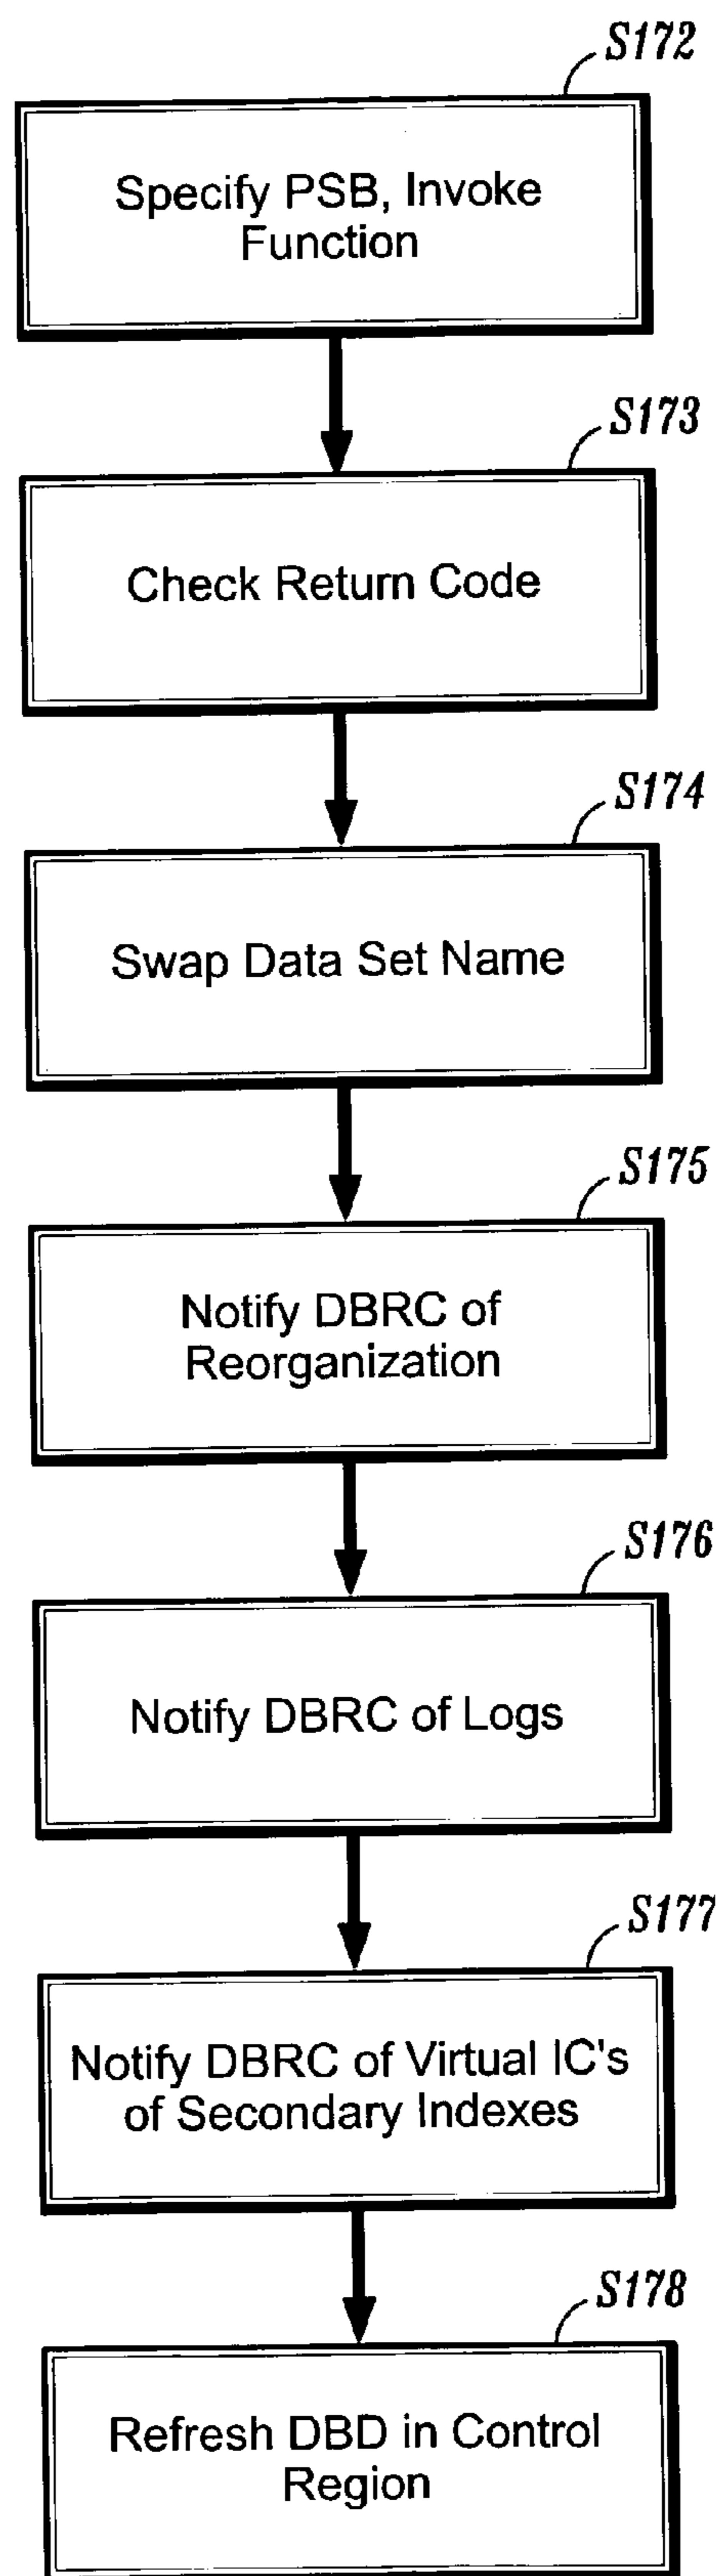 S172
Specify PSB, Invoke
Function
S173
Check Return Code
S174
Swap Data Set Name
S175
Notify DBRC of
Reorganization
S176
Notify DBRC of Logs
S177
Notify DBRC of Virtual IC's
of Secondary Indexes
S178
Refresh DBD in Control
Region